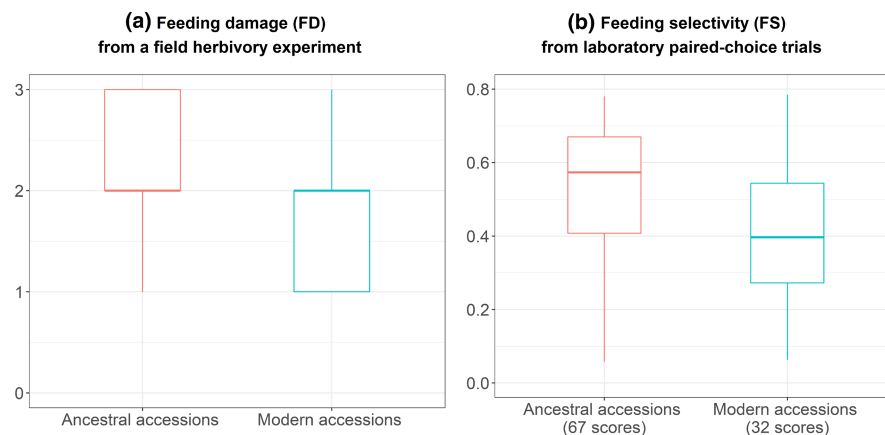 (a) Feeding damage (FD)
from a field herbivory experiment
3
2
1
0
Ancestral accessions
Modern accessions
(b) Feeding selectivity (FS)
from laboratory paired-choice trials
0.8
0.6
0.4
0.2
0.0
Ancestral accessions
(67 scores)
Modern accessions
(32 scores)